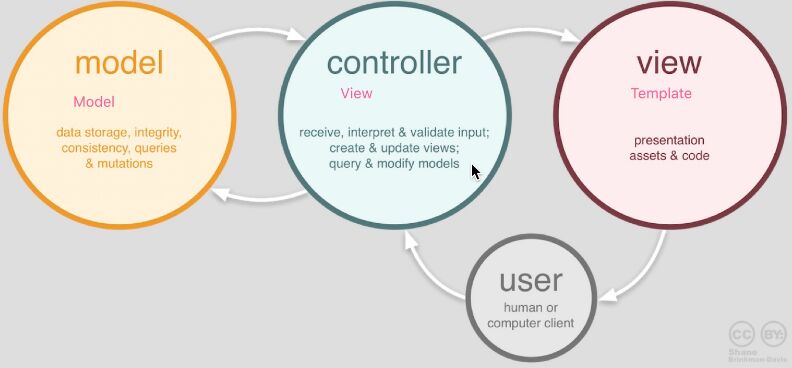 model
Model
data storage, integrity,
consistency, queries
& mutations
controller
View
receive, interpret & validate input;
create & update views;
query & modify models
view
Template
presentation
assets & code
user
human or
computer client
CC BY:
Shane
Brinkman-Davis